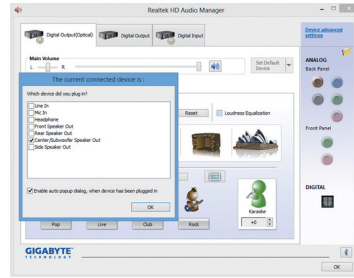 Realtek HD Audio Manager
Digital Output(Optical)
Digital Output
Digital Input
Device advanced settings
Main Volume
L
R
Set Default Device
ANALOG
Back Panel
The current connected device is :
Which device did you plug in?
Line In
Mic In
Headphone
Front Speaker Out
Rear Speaker Out
Center/Subwoofer Speaker Out
Side Speaker Out
Enable auto popup dialog, when device has been plugged in
OK
Reset
Loudness Equalization
Front Panel
DIGITAL
Karaoke
Pop
Live
Club
Rock
+0
GIGABYTE
TECHNOLOGY
OK